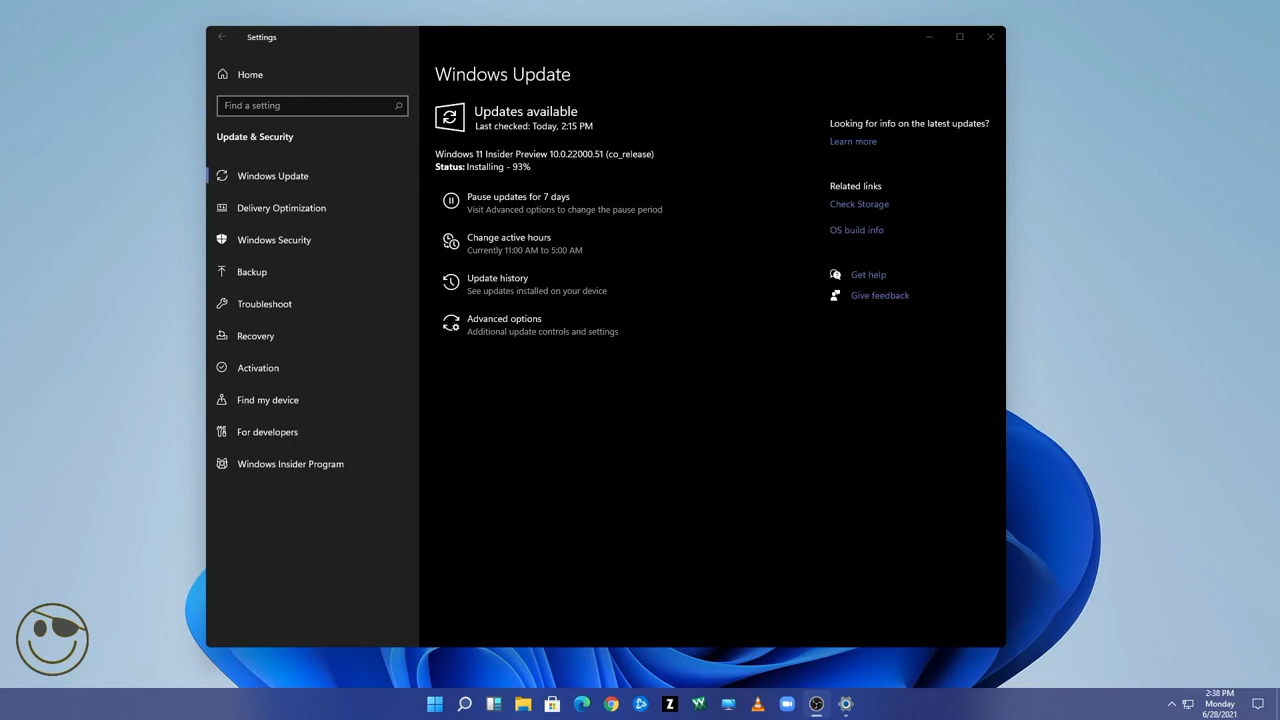 Settings
Home
Find a setting
Update & Security
Windows Update
Delivery Optimization
Windows Security
Backup
Troubleshoot
Recovery
Activation
Find my device
For developers
Windows Insider Program
Windows Update
Updates available
Last checked: Today, 2:15 PM
Windows 11 Insider Preview 10.0.22000.51 (co_release)
Status: Installing - 93%
Pause updates for 7 days
Visit Advanced options to change the pause period
Change active hours
Currently 11:00 AM to 5:00 AM
Update history
See updates installed on your device
Advanced options
Additional update controls and settings
Looking for info on the latest updates?
Learn more
Related links
Check Storage
OS build info
Get help
Give feedback
Z
2:38 PM
Monday
6/28/2021